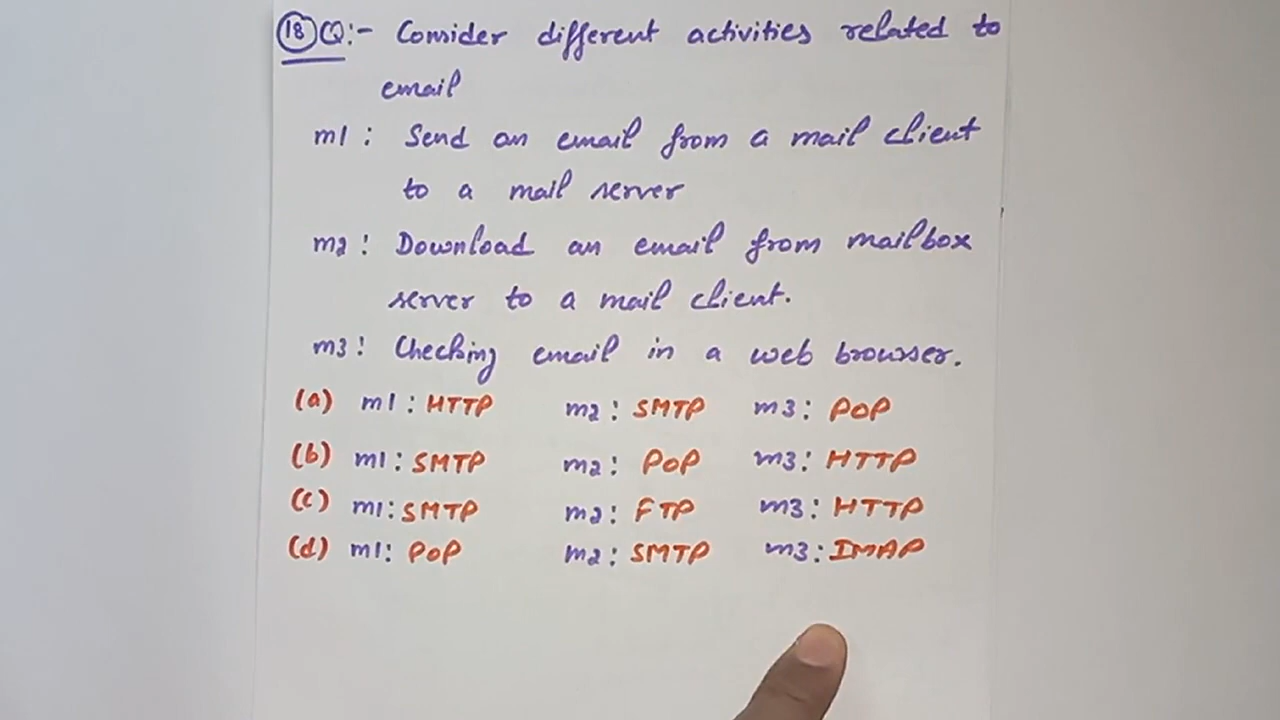 18 Q:- Consider different activities related to
email
m1 : Send an email from a mail client
to a mail server
m2 : Download an email from mailbox
server to a mail client.
m3 : Checking email in a web browser.
(a) m1 : HTTP m2 : SMTP m3 : POP
(b) m1 : SMTP m2 : POP m3 : HTTP
(c) m1 : SMTP m2 : FTP m3 : HTTP
(d) m1 : POP m2 : SMTP m3 : IMAP